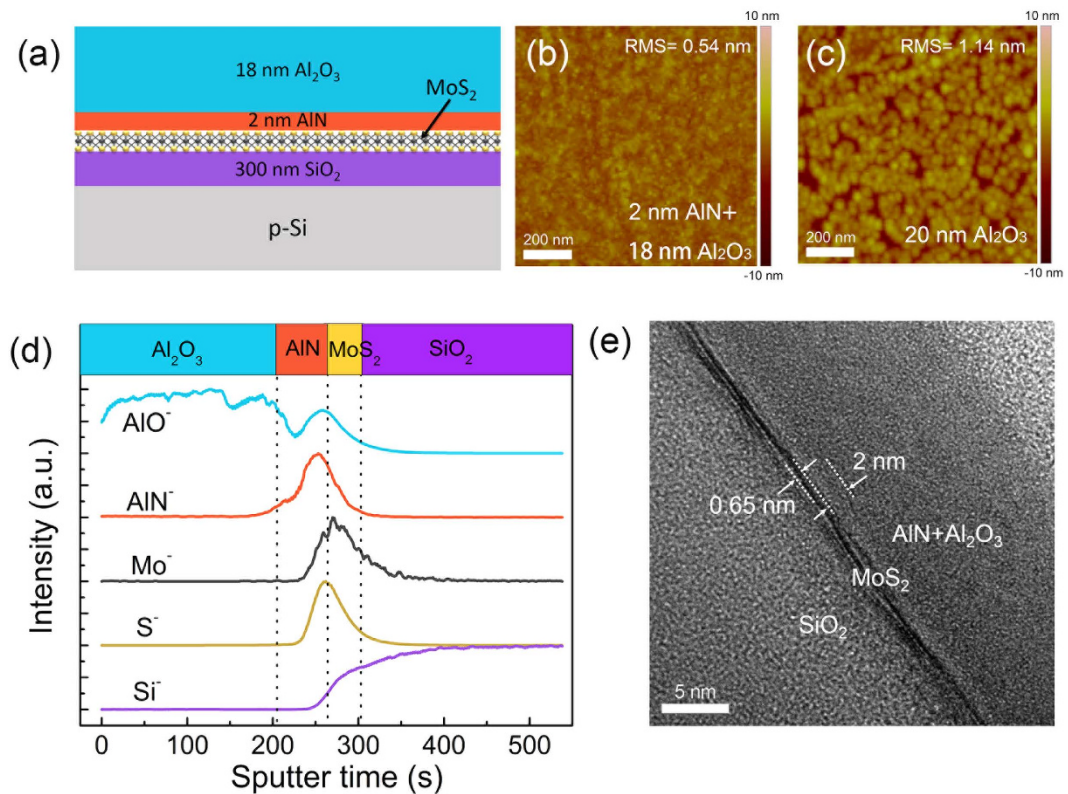 (a)
18 nm Al₂O₃
MoS₂
2 nm AlN
300 nm SiO₂
p-Si
(b)
RMS= 0.54 nm
2 nm AlN+
18 nm Al₂O₃
200 nm
10 nm
-10 nm
(c)
RMS= 1.14 nm
20 nm Al₂O₃
200 nm
10 nm
-10 nm
(d)
Al₂O₃ AlN MoS₂ SiO₂
AlO⁻
AlN⁻
Mo⁻
S⁻
Si⁻
Intensity (a.u.)
0 100 200 300 400 500
Sputter time (s)
(e)
2 nm
0.65 nm
AlN+Al₂O₃
MoS₂
SiO₂
5 nm